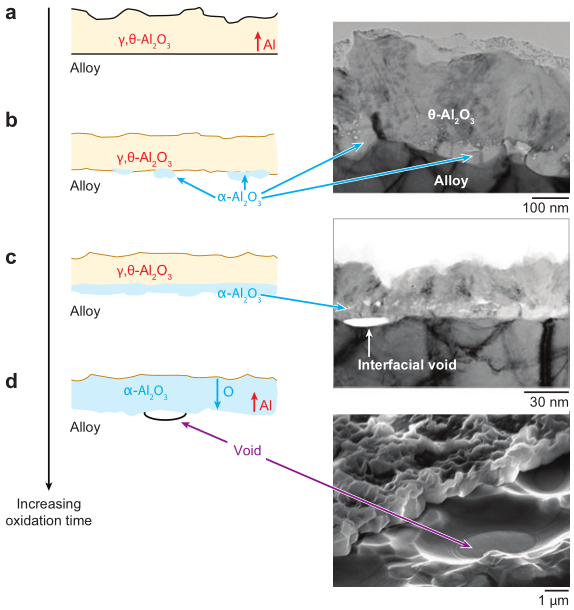 a
γ,θ-Al₂O₃
Al
Alloy
b
γ,θ-Al₂O₃
Alloy
α-Al₂O₃
θ-Al₂O₃
Alloy
100 nm
c
γ,θ-Al₂O₃
α-Al₂O₃
Alloy
Interfacial void
30 nm
d
α-Al₂O₃
O
Al
Alloy
Void
Increasing
oxidation time
1 μm